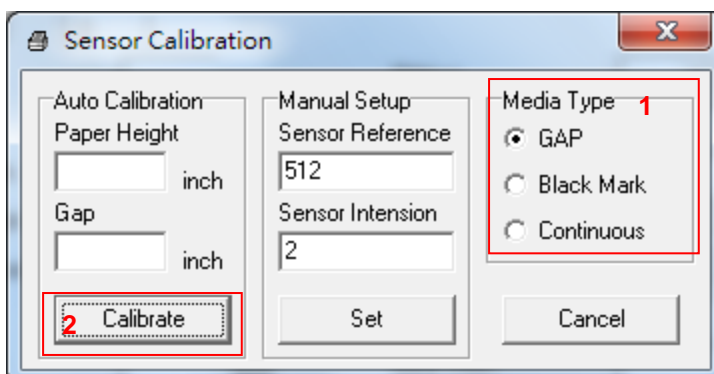 Sensor Calibration
x
Auto Calibration
Paper Height
inch
Gap
inch
2
Calibrate
Manual Setup
Sensor Reference
512
Sensor Intension
2
Set
Media Type
1
GAP
Black Mark
Continuous
Cancel